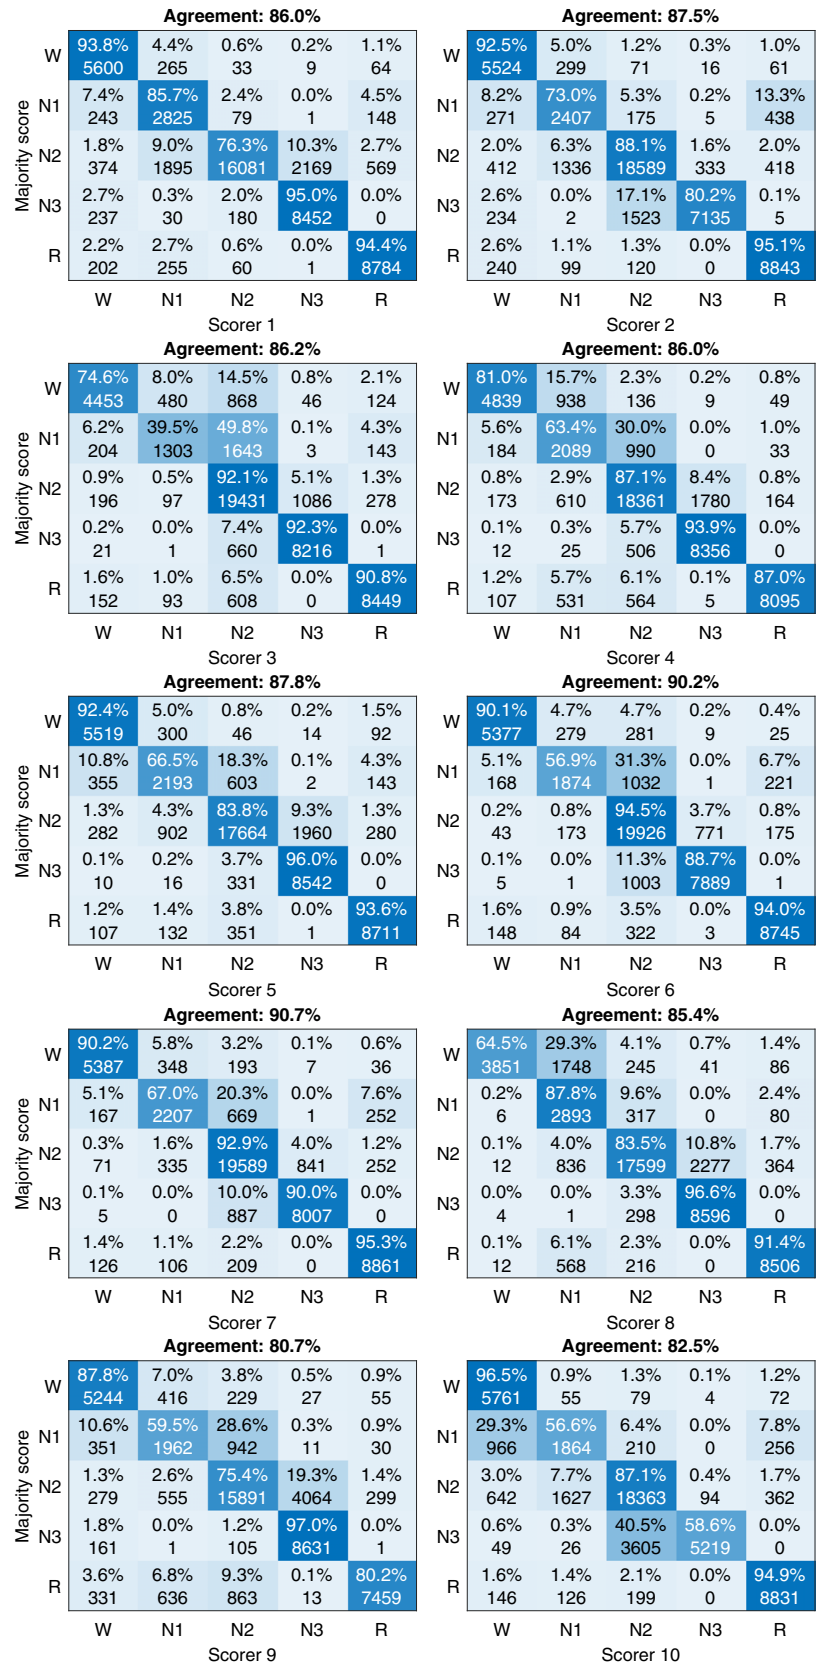 Agreement: 86.0%
W 93.8% 4.4% 0.6% 0.2% 1.1%
5600 265 33 9 64
N1 7.4% 85.7% 2.4% 0.0% 4.5%
243 2825 79 1 148
N2 1.8% 9.0% 76.3% 10.3% 2.7%
374 1895 16081 2169 569
N3 2.7% 0.3% 2.0% 95.0% 0.0%
237 30 180 8452 0
R 2.2% 2.7% 0.6% 0.0% 94.4%
202 255 60 1 8784
W N1 N2 N3 R
Majority score
Scorer 1
Agreement: 87.5%
W 92.5% 5.0% 1.2% 0.3% 1.0%
5524 299 71 16 61
N1 8.2% 73.0% 5.3% 0.2% 13.3%
271 2407 175 5 438
N2 2.0% 6.3% 88.1% 1.6% 2.0%
412 1336 18589 333 418
N3 2.6% 0.0% 17.1% 80.2% 0.1%
234 2 1523 7135 5
R 2.6% 1.1% 1.3% 0.0% 95.1%
240 99 120 0 8843
W N1 N2 N3 R
Scorer 2
Agreement: 86.2%
W 74.6% 8.0% 14.5% 0.8% 2.1%
4453 480 868 46 124
N1 6.2% 39.5% 49.8% 0.1% 4.3%
204 1303 1643 3 143
N2 0.9% 0.5% 92.1% 5.1% 1.3%
196 97 19431 1086 278
N3 0.2% 0.0% 7.4% 92.3% 0.0%
21 1 660 8216 1
R 1.6% 1.0% 6.5% 0.0% 90.8%
152 93 608 0 8449
W N1 N2 N3 R
Majority score
Scorer 3
Agreement: 86.0%
W 81.0% 15.7% 2.3% 0.2% 0.8%
4839 938 136 9 49
N1 5.6% 63.4% 30.0% 0.0% 1.0%
184 2089 990 0 33
N2 0.8% 2.9% 87.1% 8.4% 0.8%
173 610 18361 1780 164
N3 0.1% 0.3% 5.7% 93.9% 0.0%
12 25 506 8356 0
R 1.2% 5.7% 6.1% 0.1% 87.0%
107 531 564 5 8095
W N1 N2 N3 R
Scorer 4
Agreement: 87.8%
W 92.4% 5.0% 0.8% 0.2% 1.5%
5519 300 46 14 92
N1 10.8% 66.5% 18.3% 0.1% 4.3%
355 2193 603 2 143
N2 1.3% 4.3% 83.8% 9.3% 1.3%
282 902 17664 1960 280
N3 0.1% 0.2% 3.7% 96.0% 0.0%
10 16 331 8542 0
R 1.2% 1.4% 3.8% 0.0% 93.6%
107 132 351 1 8711
W N1 N2 N3 R
Majority score
Scorer 5
Agreement: 90.2%
W 90.1% 4.7% 4.7% 0.2% 0.4%
5377 279 281 9 25
N1 5.1% 56.9% 31.3% 0.0% 6.7%
168 1874 1032 1 221
N2 0.2% 0.8% 94.5% 3.7% 0.8%
43 173 19926 771 175
N3 0.1% 0.0% 11.3% 88.7% 0.0%
5 1 1003 7889 1
R 1.6% 0.9% 3.5% 0.0% 94.0%
148 84 322 3 8745
W N1 N2 N3 R
Scorer 6
Agreement: 90.7%
W 90.2% 5.8% 3.2% 0.1% 0.6%
5387 348 193 7 36
N1 5.1% 67.0% 20.3% 0.0% 7.6%
167 2207 669 1 252
N2 0.3% 1.6% 92.9% 4.0% 1.2%
71 335 19589 841 252
N3 0.1% 0.0% 10.0% 90.0% 0.0%
5 0 887 8007 0
R 1.4% 1.1% 2.2% 0.0% 95.3%
126 106 209 0 8861
W N1 N2 N3 R
Majority score
Scorer 7
Agreement: 85.4%
W 64.5% 29.3% 4.1% 0.7% 1.4%
3851 1748 245 41 86
N1 0.2% 87.8% 9.6% 0.0% 2.4%
6 2893 317 0 80
N2 0.1% 4.0% 83.5% 10.8% 1.7%
12 836 17599 2277 364
N3 0.0% 0.0% 3.3% 96.6% 0.0%
4 1 298 8596 0
R 0.1% 6.1% 2.3% 0.0% 91.4%
12 568 216 0 8506
W N1 N2 N3 R
Scorer 8
Agreement: 80.7%
W 87.8% 7.0% 3.8% 0.5% 0.9%
5244 416 229 27 55
N1 10.6% 59.5% 28.6% 0.3% 0.9%
351 1962 942 11 30
N2 1.3% 2.6% 75.4% 19.3% 1.4%
279 555 15891 4064 299
N3 1.8% 0.0% 1.2% 97.0% 0.0%
161 1 105 8631 1
R 3.6% 6.8% 9.3% 0.1% 80.2%
331 636 863 13 7459
W N1 N2 N3 R
Majority score
Scorer 9
Agreement: 82.5%
W 96.5% 0.9% 1.3% 0.1% 1.2%
5761 55 79 4 72
N1 29.3% 56.6% 6.4% 0.0% 7.8%
966 1864 210 0 256
N2 3.0% 7.7% 87.1% 0.4% 1.7%
642 1627 18363 94 362
N3 0.6% 0.3% 40.5% 58.6% 0.0%
49 26 3605 5219 0
R 1.6% 1.4% 2.1% 0.0% 94.9%
146 126 199 0 8831
W N1 N2 N3 R
Scorer 10